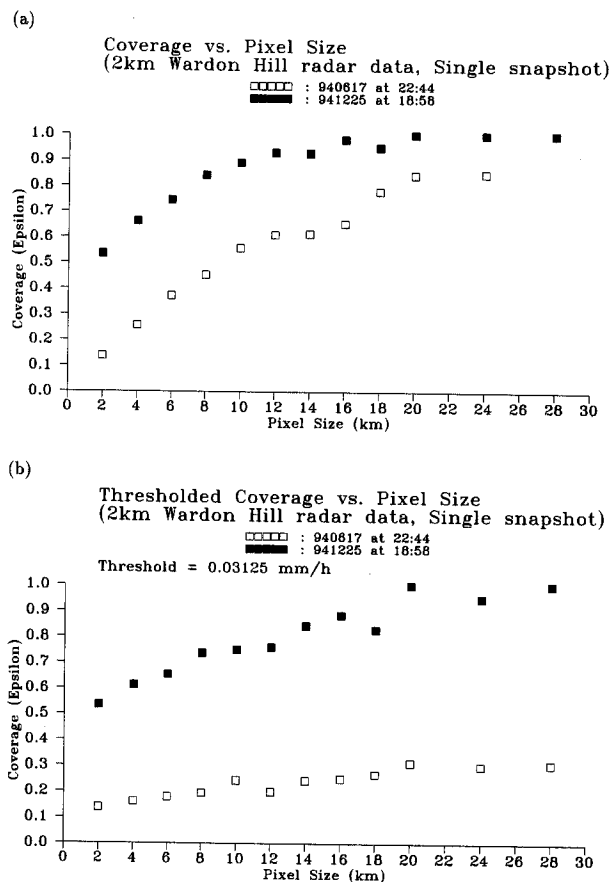 (a)
Coverage vs. Pixel Size
(2km Wardon Hill radar data, Single snapshot)
□□□□□ : 940617 at 22:44
■■■■■ : 941225 at 18:58
1.0
0.9
0.8
0.7
0.6
0.5
0.4
0.3
0.2
0.1
0.0
Coverage (Epsilon)
0 2 4 6 8 10 12 14 16 18 20 22 24 26 28 30
Pixel Size (km)
(b)
Thresholded Coverage vs. Pixel Size
(2km Wardon Hill radar data, Single snapshot)
□□□□□ : 940617 at 22:44
■■■■■ : 941225 at 18:58
Threshold = 0.03125 mm/h
1.0
0.9
0.8
0.7
0.6
0.5
0.4
0.3
0.2
0.1
0.0
Coverage (Epsilon)
0 2 4 6 8 10 12 14 16 18 20 22 24 26 28 30
Pixel Size (km)